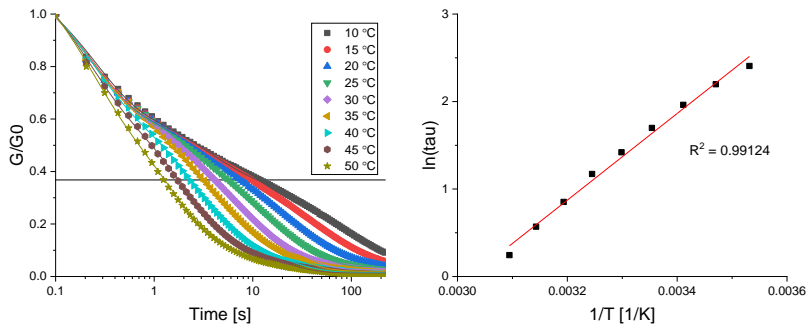 1.0
0.8
0.6
0.4
0.2
0.0
G/G0
0.1
1
10
100
Time [s]
10 °C
15 °C
20 °C
25 °C
30 °C
35 °C
40 °C
45 °C
50 °C
3
2
1
0
ln(tau)
R² = 0.99124
0.0030
0.0032
0.0034
0.0036
1/T [1/K]